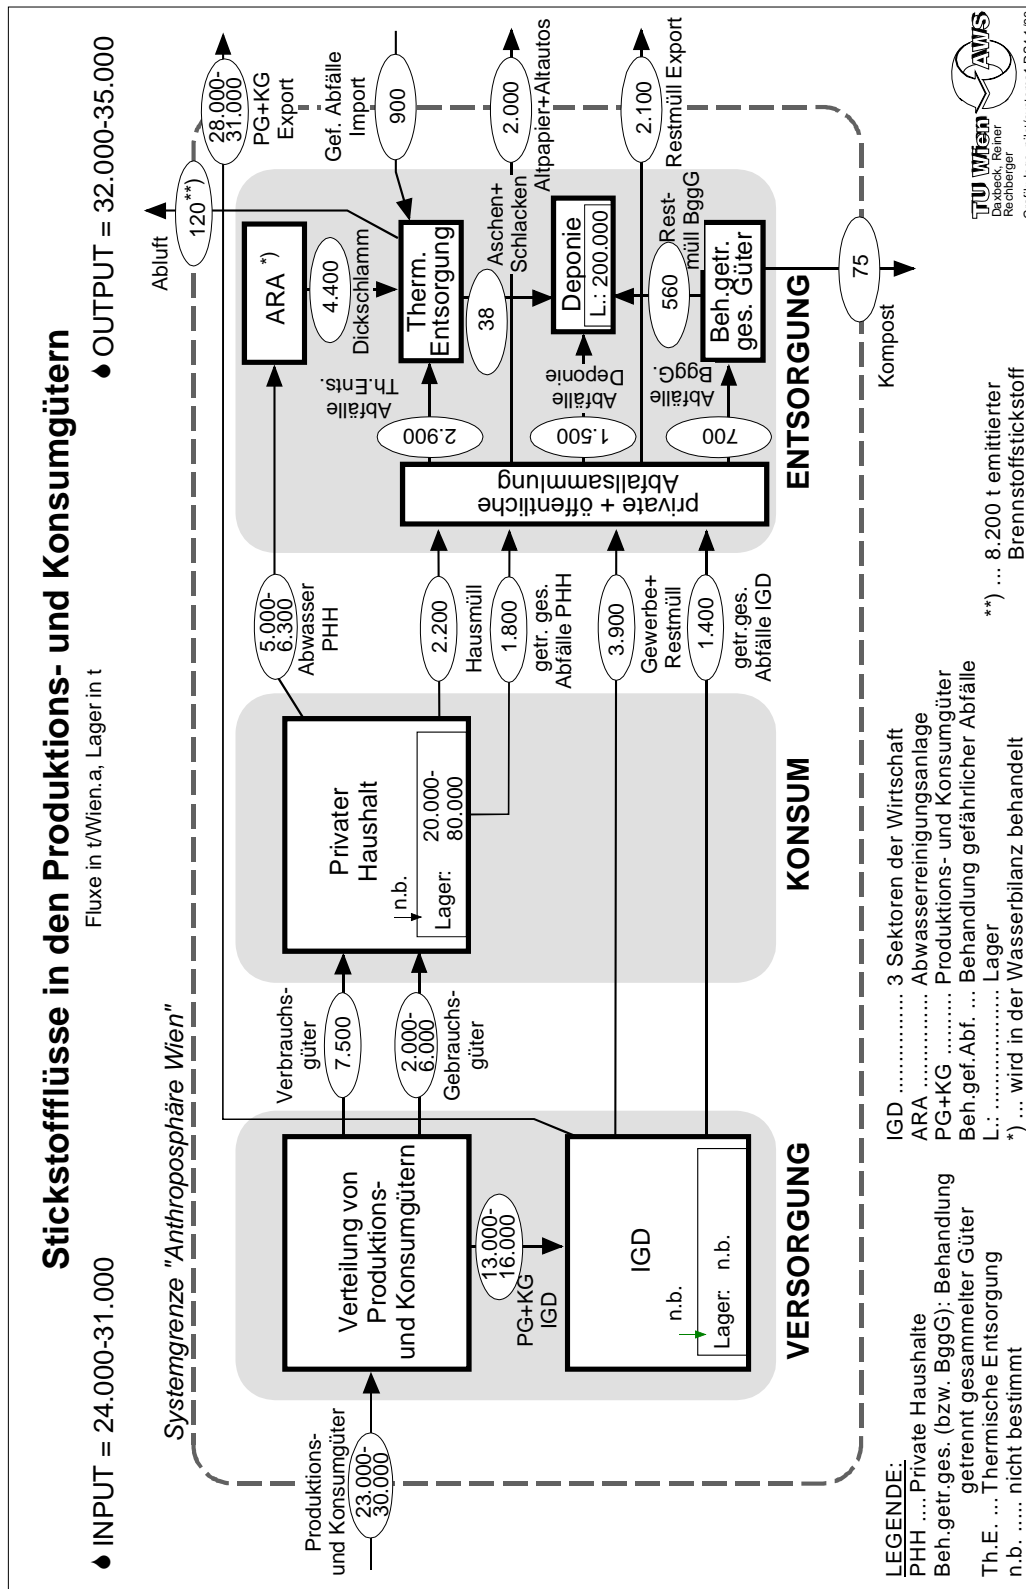 Stickstoffflüsse in den Produktions- und Konsumgütern
Fluxe in t/Wien.a, Lager in t
INPUT = 24.000-31.000
OUTPUT = 32.000-35.000
Systemgrenze "Anthroposphäre Wien"
Produktions-
und Konsumgüter
23.000-
30.000
Verteilung von
Produktions-
und Konsumgütern
13.000-
16.000
PG+KG
IGD
IGD
n.b.
Lager: n.b.
VERSORGUNG
Verbrauchs-
güter
7.500
2.000-
6.000
Gebrauchs-
güter
Privater
Haushalt
n.b.
Lager:
20.000-
80.000
KONSUM
5.000-
6.300
Abwasser
PHH
2.200
Hausmüll
1.800
getr. ges.
Abfälle PHH
3.900
Gewerbe+
Restmüll
1.400
getr.ges.
Abfälle IGD
private + öffentliche
Abfallsammlung
Abfälle
Th.Ents.
2.900
Abfälle
Deponie
1.500
Abfälle
BggG.
700
ARA *)
4.400
Dickschlamm
Therm.
Entsorgung
38
Aschen+
Schlacken
Deponie
L.: 200.000
560
Rest-
müll BggG
Beh.getr.
ges. Güter
ENTSORGUNG
Abluft
120 **)
28.000-
31.000
PG+KG
Export
Gef. Abfälle
Import
900
2.000
Altpapier+Altautos
2.100
Restmüll Export
75
Kompost
LEGENDE:
PHH .... Private Haushalte
Beh.getr.ges. (bzw. BggG): Behandlung
getrennt gesammelter Güter
Th.E. ... Thermische Entsorgung
n.b. ..... nicht bestimmt
IGD ................ 3 Sektoren der Wirtschaft
ARA ............... Abwasserreinigungsanlage
PG+KG ......... Produktions- und Konsumgüter
Beh.gef.Abf. ... Behandlung gefährlicher Abfälle
L.: .................. Lager
*) ... wird in der Wasserbilanz behandelt
**) ... 8.200 t emittierter
Brennstoffstickstoff
TU Wien AWS
Daxbeck, Reiner
Rechberger